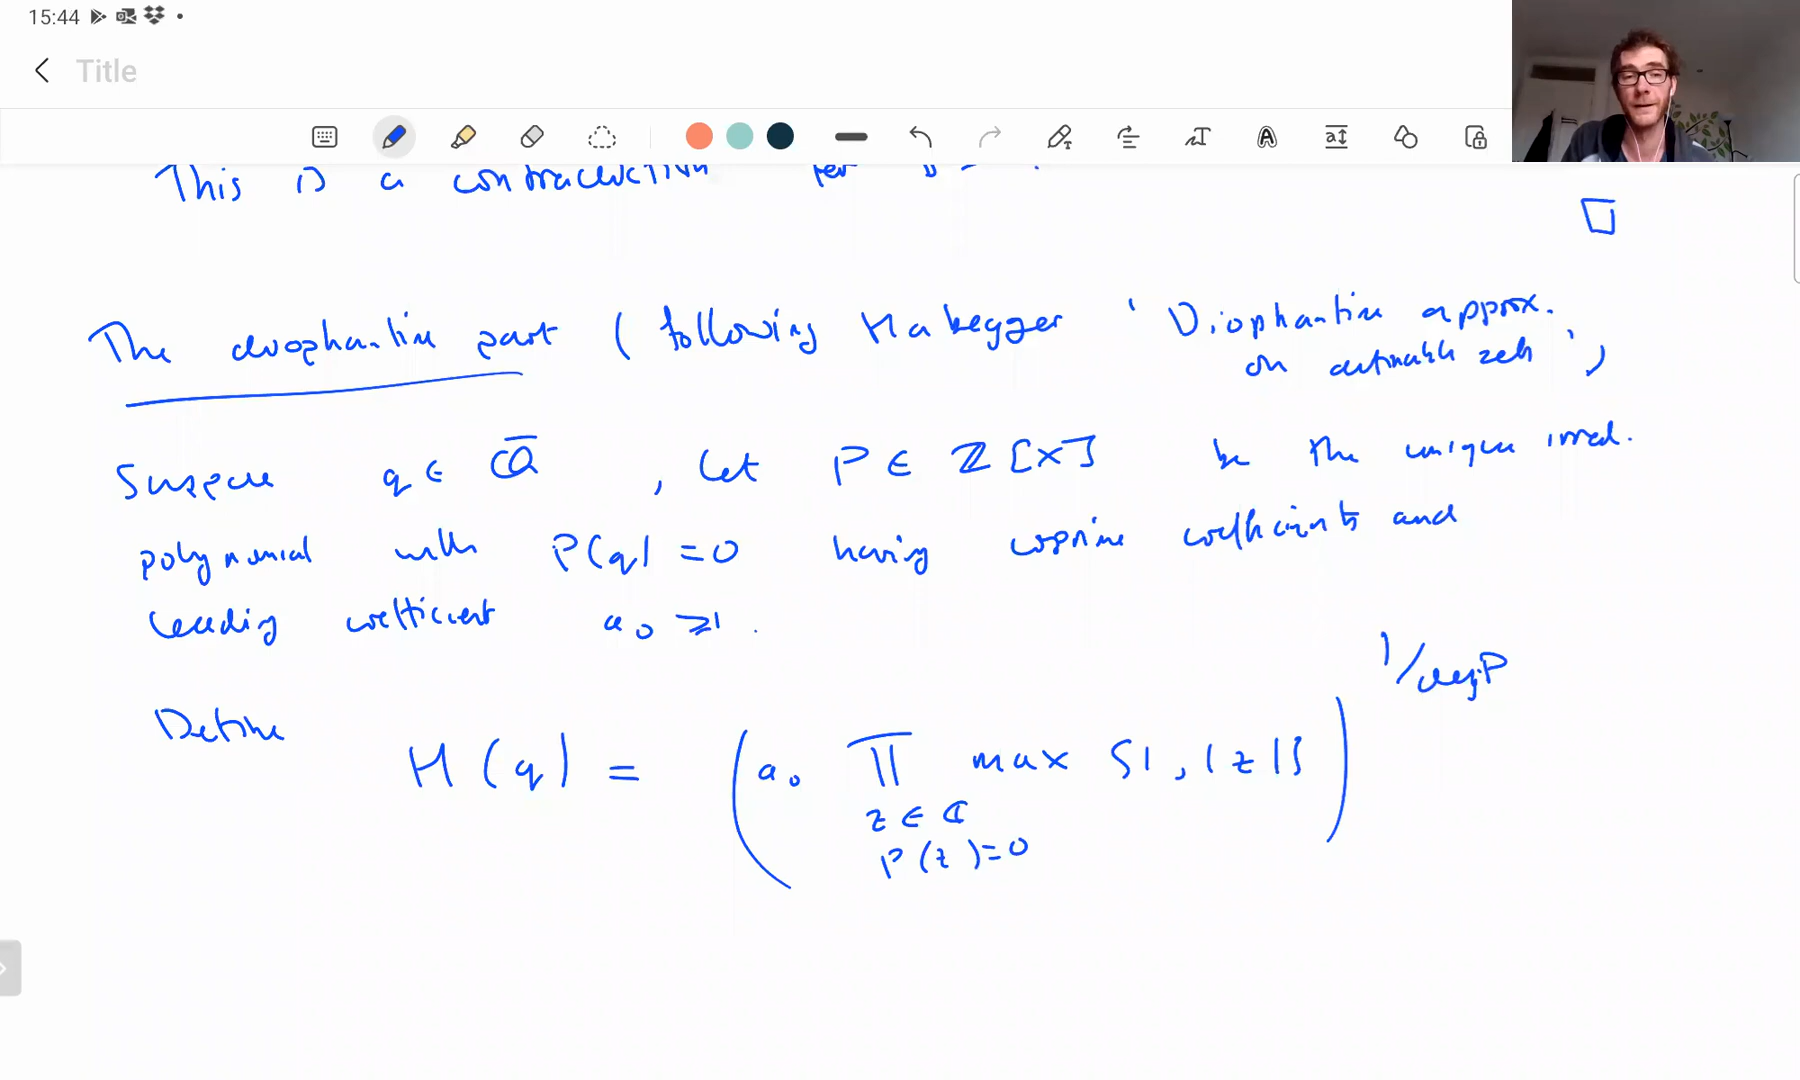 15:44
Title
This is a contradiction for
The diophantine part (following Habegger ' Diophantine approx.
on definable sets ')
Suppose q ∈ ℚ̄ , let P ∈ ℤ[X] be the unique irred.
polynomial with P(q) = 0 having coprime coefficients and
leading coefficient a₀ ≥ 1 .
Define H(q) = (a₀ ∏_{z ∈ ℂ, P(z)=0} max {1, |z|})^{1/deg P}